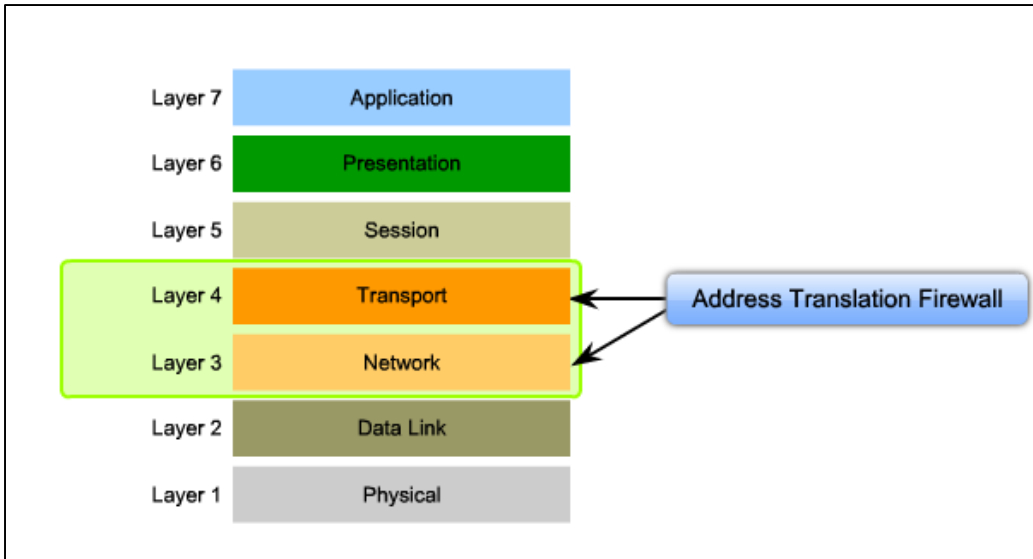 Layer 7 Application
Layer 6 Presentation
Layer 5 Session
Layer 4 Transport
Address Translation Firewall
Layer 3 Network
Layer 2 Data Link
Layer 1 Physical